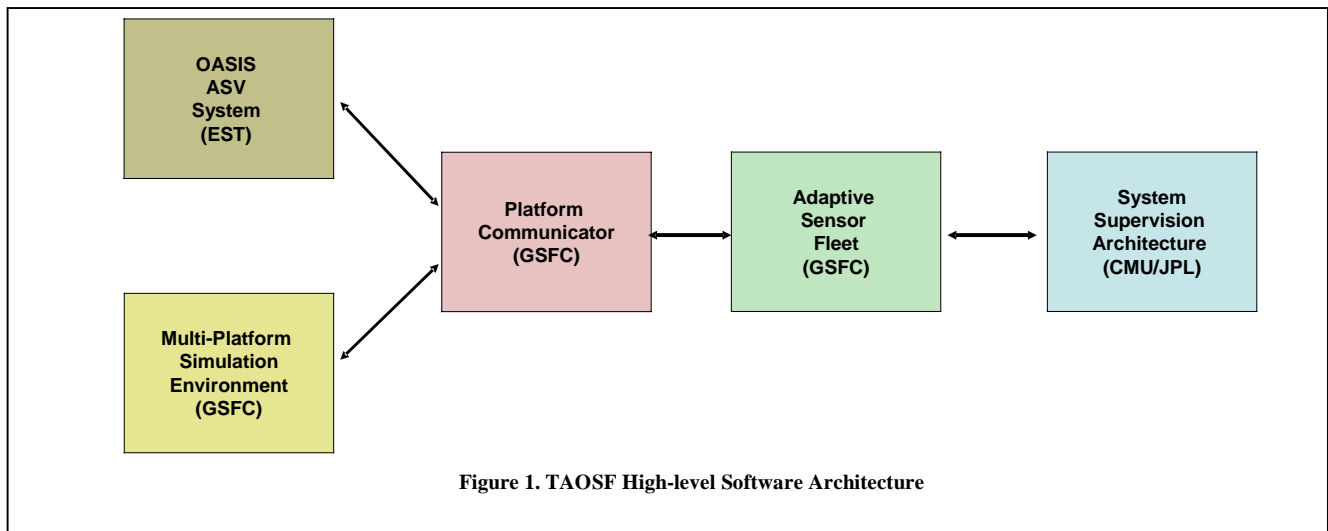 OASIS
ASV
System
(EST)
Multi-Platform
Simulation
Environment
(GSFC)
Platform
Communicator
(GSFC)
Adaptive
Sensor
Fleet
(GSFC)
System
Supervision
Architecture
(CMU/JPL)
Figure 1. TAOSF High-level Software Architecture